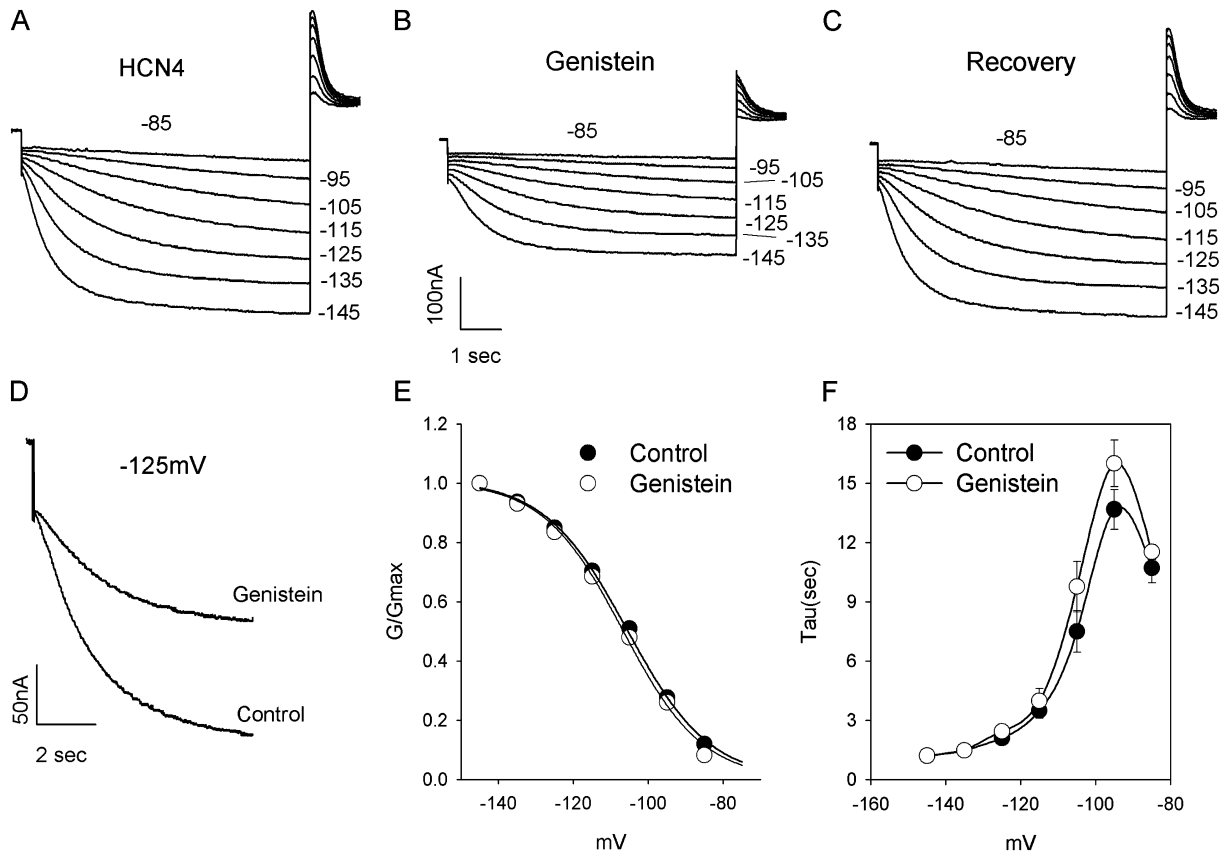 A
HCN4
-85
-95
-105
-115
-125
-135
-145
B
Genistein
-85
-95
-105
-115
-125
-135
-145
100nA
1 sec
C
Recovery
-85
-95
-105
-115
-125
-135
-145
D
-125mV
Genistein
Control
50nA
2 sec
E
1.2
1.0
0.8
0.6
0.4
0.2
0.0
G/Gmax
Control
Genistein
-140 -120 -100 -80
mV
F
18
15
12
9
6
3
0
Tau(sec)
Control
Genistein
-160 -140 -120 -100 -80
mV